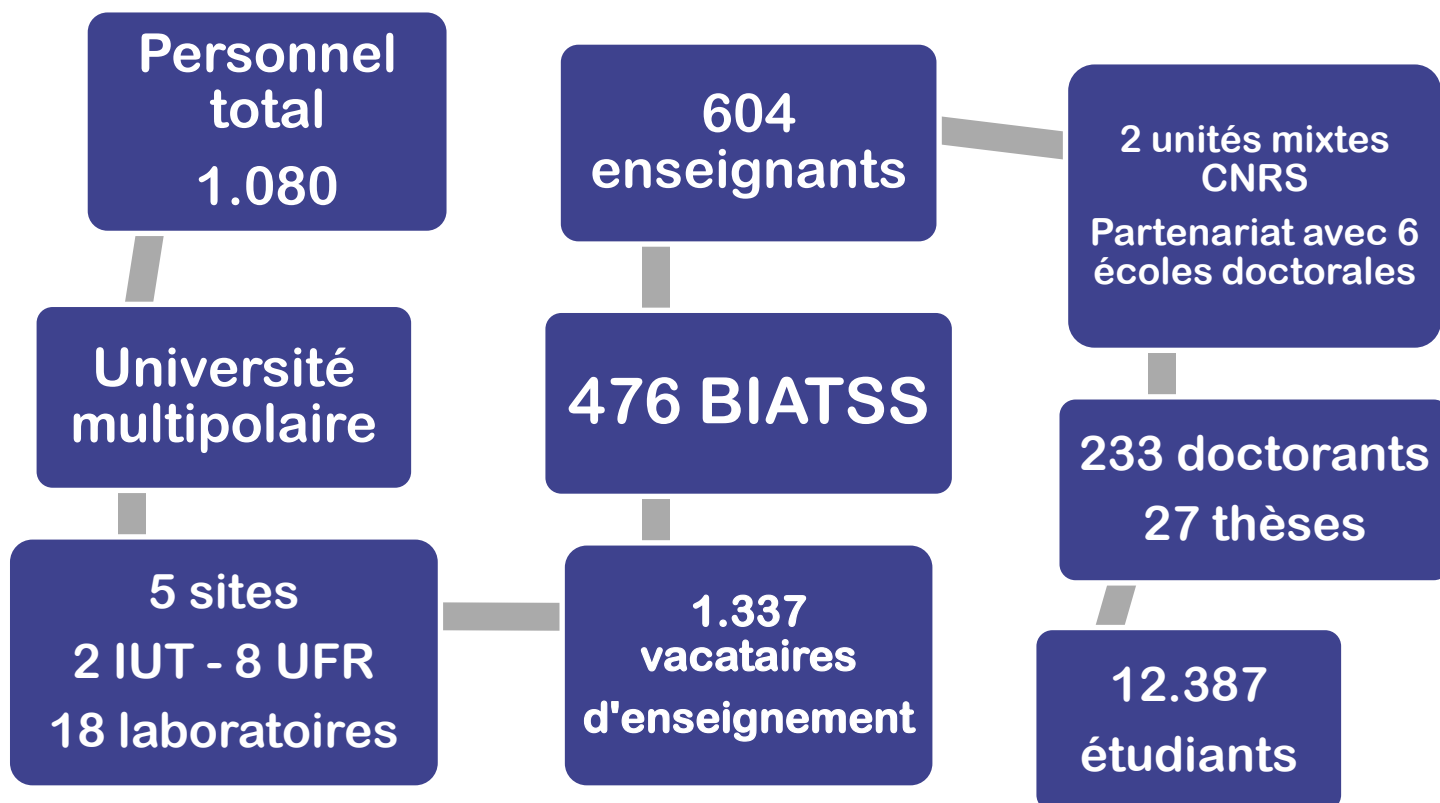 Personnel
total
1.080
Université
multipolaire
5 sites
2 IUT - 8 UFR
18 laboratoires
1.337
vacataires
d'enseignement
476 BIATSS
604
enseignants
2 unités mixtes
CNRS
Partenariat avec 6
écoles doctorales
233 doctorants
27 thèses
12.387
étudiants